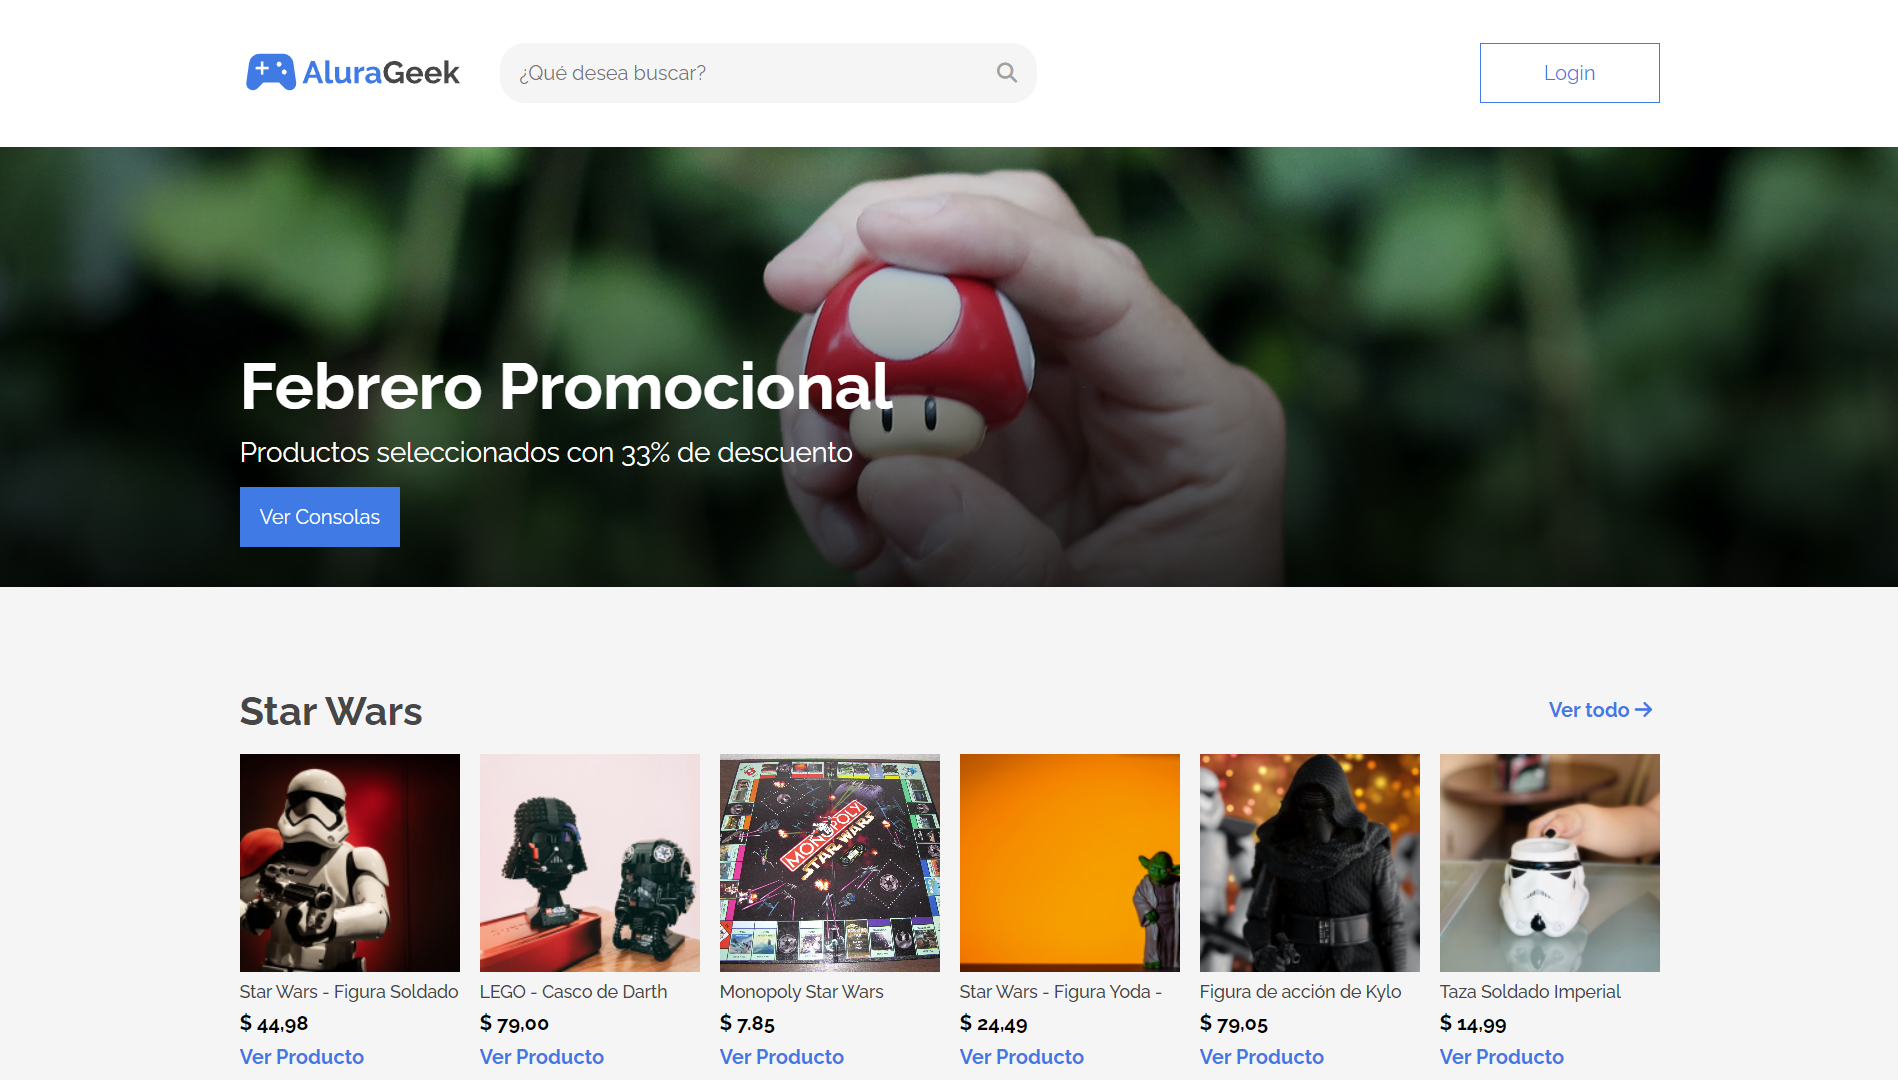 AluraGeek
¿Qué desea buscar?
Login
Febrero Promocional
Productos seleccionados con 33% de descuento
Ver Consolas
Star Wars
Ver todo
MONOPOLY
STAR WARS
Star Wars - Figura Soldado
$ 44,98
Ver Producto
LEGO - Casco de Darth
$ 79,00
Ver Producto
Monopoly Star Wars
$ 7.85
Ver Producto
Star Wars - Figura Yoda -
$ 24,49
Ver Producto
Figura de acción de Kylo
$ 79,05
Ver Producto
Taza Soldado Imperial
$ 14,99
Ver Producto